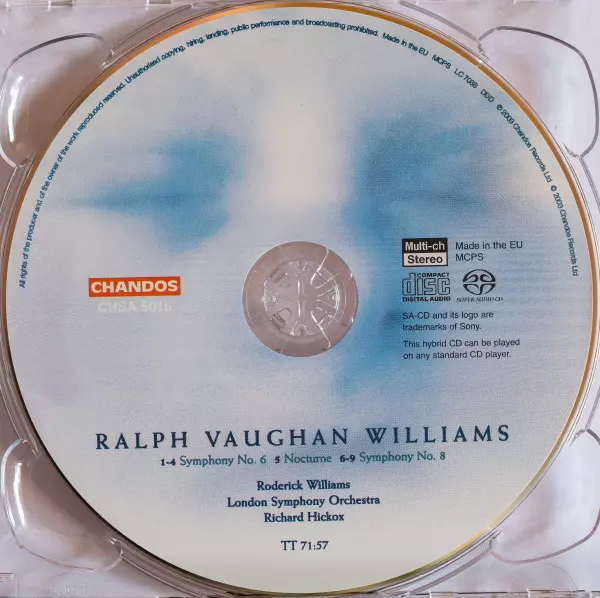 All rights of the producer and of the owner of the work reproduced reserved. Unauthorised copying, hiring, lending, public performance and broadcasting prohibited. Made in the EU MCPS LC 7038 DDD ℗ 2003 Chandos Records Ltd © 2003 Chandos Records Ltd
CHANDOS
CHSA 5016
Multi-ch
Stereo
Made in the EU
MCPS
COMPACT
disc
DIGITAL AUDIO
SUPER AUDIO CD
SA-CD and its logo are
trademarks of Sony.
This hybrid CD can be played
on any standard CD player.
RALPH VAUGHAN WILLIAMS
1-4 Symphony No. 6 5 Nocturne 6-9 Symphony No. 8
Roderick Williams
London Symphony Orchestra
Richard Hickox
TT 71:57